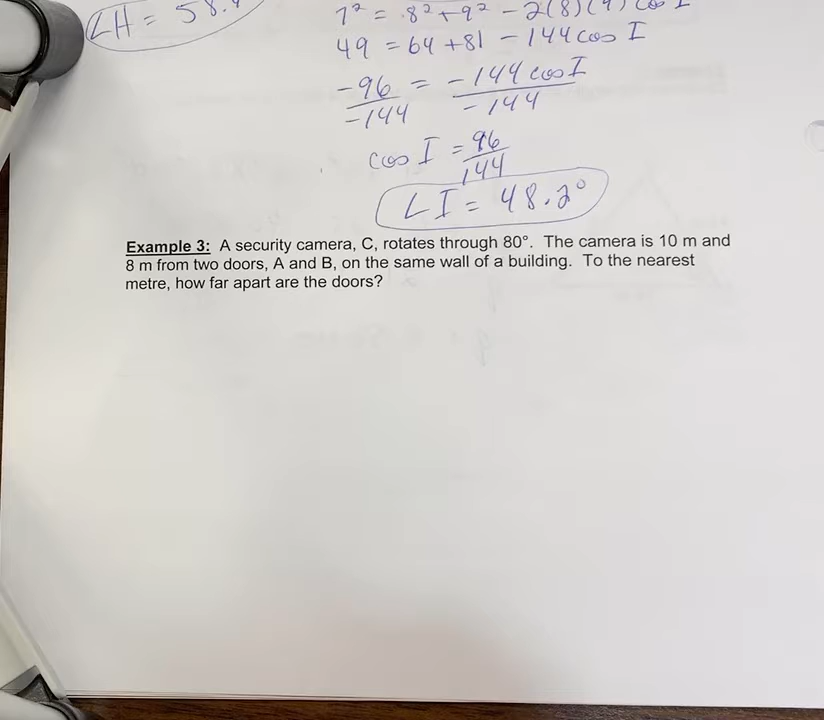 ∠H = 58.4
7² = 8² + 9² - 2(8)(9) cos I
49 = 64 + 81 - 144 cos I
-96 = -144 cos I
-144 -144
cos I = 96
144
∠I = 48.2°
Example 3: A security camera, C, rotates through 80°. The camera is 10 m and
8 m from two doors, A and B, on the same wall of a building. To the nearest
metre, how far apart are the doors?